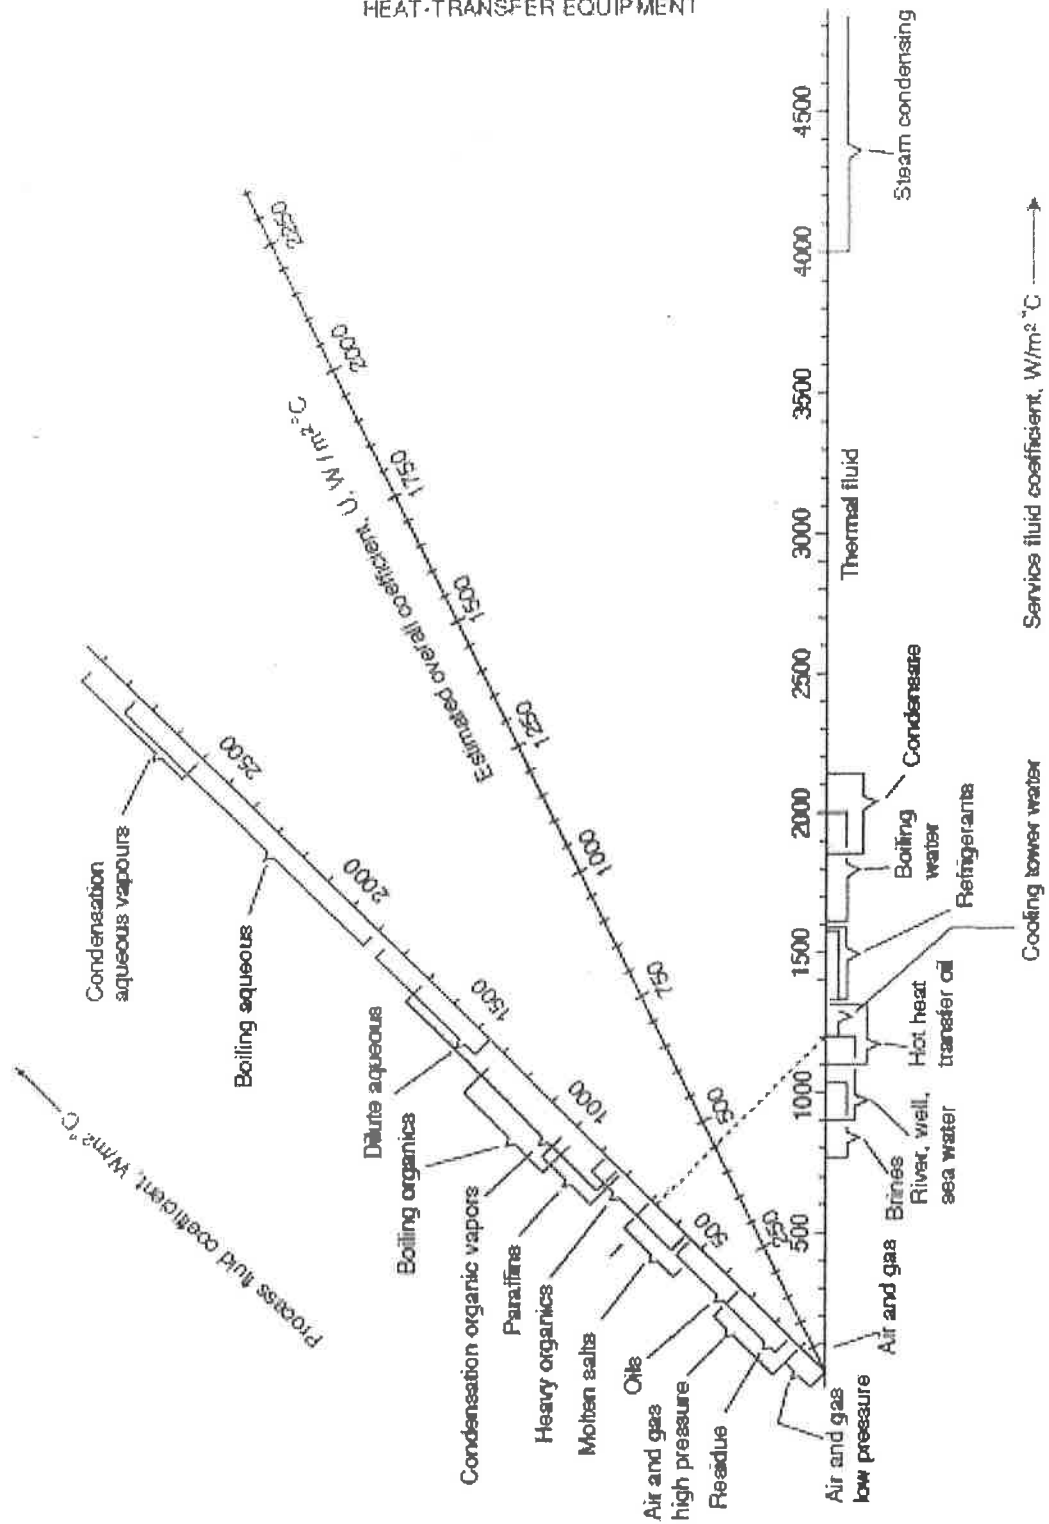 HEAT-TRANSFER EQUIPMENT
Process fluid coefficient, W/m² °C
Condensation
aqueous vapours
Boiling aqueous
Dilute aqueous
Boiling organics
Condensation organic vapors
Paraffins
Heavy organics
Molten salts
Oils
Air and gas
high pressure
Residue
Air and gas
low pressure
500
1000
1500
2000
2500
Estimated overall coefficient, U, W/m² °C
250
500
750
1000
1250
1500
1750
2000
2250
500
1000
1500
2000
2500
3000
3500
4000
4500
Air and gas
Brines
River, well,
sea water
Hot heat
transfer oil
Cooling tower water
Refrigerants
Boiling
water
Condensate
Thermal fluid
Steam condensing
Service fluid coefficient, W/m² °C